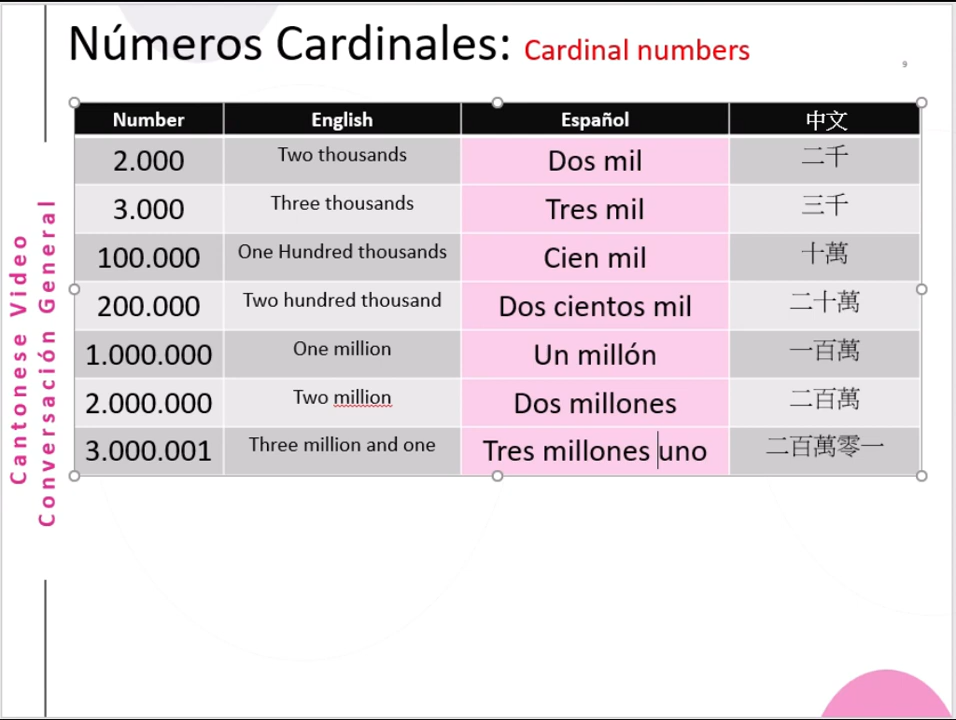 Números Cardinales: Cardinal numbers
9
Cantonese Video
Conversación General
Number English Español 中文
2.000 Two thousands Dos mil 二千
3.000 Three thousands Tres mil 三千
100.000 One Hundred thousands Cien mil 十萬
200.000 Two hundred thousand Dos cientos mil 二十萬
1.000.000 One million Un millón 一百萬
2.000.000 Two million Dos millones 二百萬
3.000.001 Three million and one Tres millones uno 二百萬零一